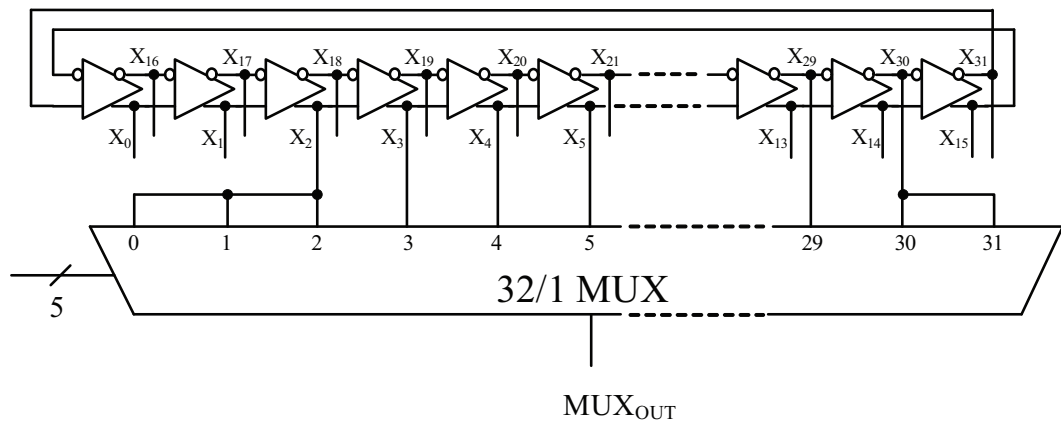 X16 X17 X18 X19 X20 X21 X29 X30 X31
X0 X1 X2 X3 X4 X5 X13 X14 X15
0 1 2 3 4 5 29 30 31
5
32/1 MUX
MUXOUT